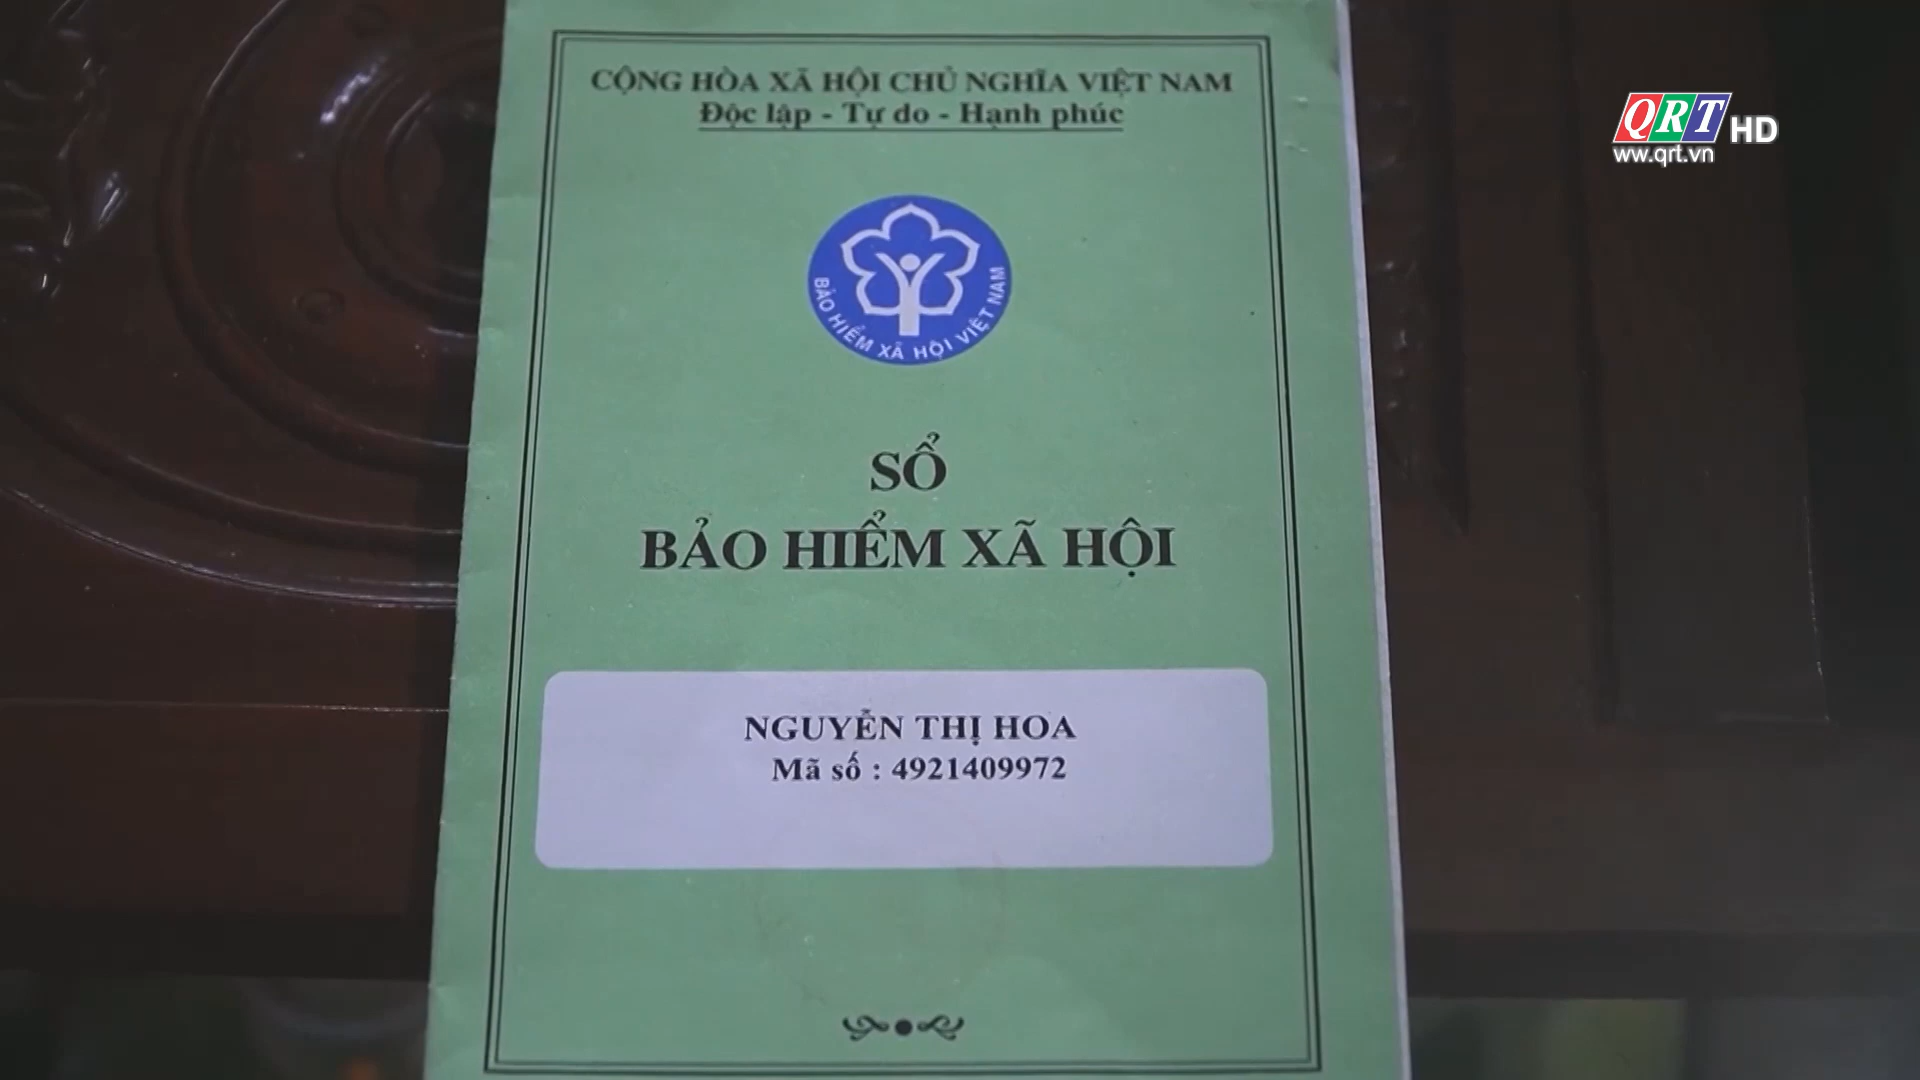 CỘNG HÒA XÃ HỘI CHỦ NGHĨA VIỆT NAM
Độc lập - Tự do - Hạnh phúc
QRT HD
ww.qrt.vn
BẢO HIỂM XÃ HỘI VIỆT NAM
SỔ
BẢO HIỂM XÃ HỘI
NGUYỄN THỊ HOA
Mã số : 4921409972